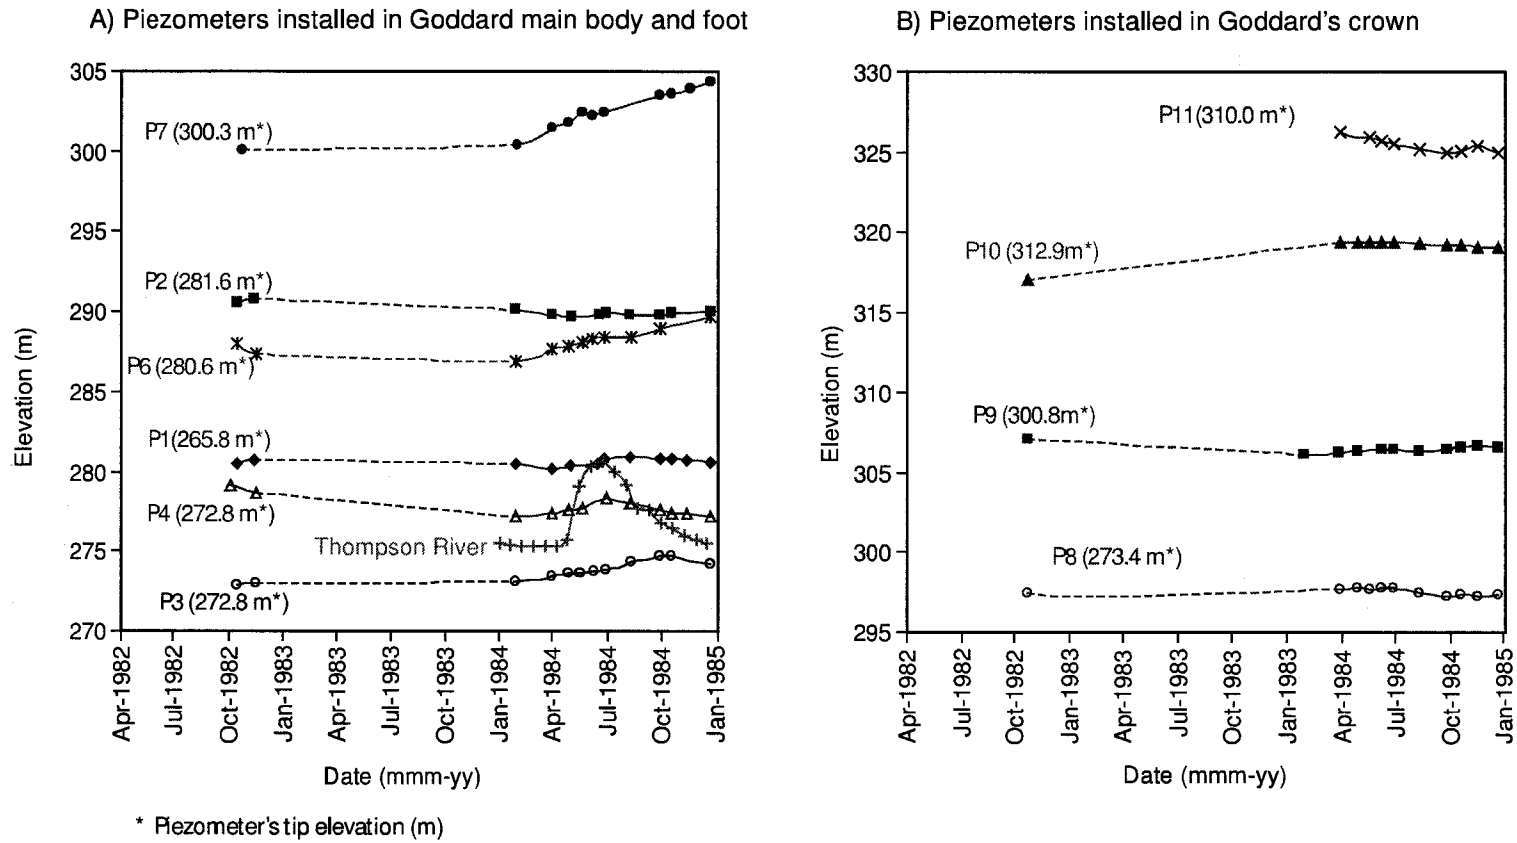 A) Piezometers installed in Goddard main body and foot
305
300
295
290
285
280
275
270
Elevation (m)
P7 (300.3 m*)
P2 (281.6 m*)
P6 (280.6 m*)
P1(265.8 m*)
P4 (272.8 m*)
Thompson River
P3 (272.8 m*)
Apr-1982
Jul-1982
Oct-1982
Jan-1983
Apr-1983
Jul-1983
Oct-1983
Jan-1984
Apr-1984
Jul-1984
Oct-1984
Jan-1985
Date (mmm-yy)
* Piezometer's tip elevation (m)
B) Piezometers installed in Goddard's crown
330
325
320
315
310
305
300
295
Elevation (m)
P11(310.0 m*)
P10 (312.9m*)
P9 (300.8m*)
P8 (273.4 m*)
Apr-1982
Jul-1982
Oct-1982
Jan-1983
Apr-1983
Jul-1983
Oct-1983
Jan-1983
Apr-1984
Jul-1984
Oct-1984
Jan-1985
Date (mmm-yy)